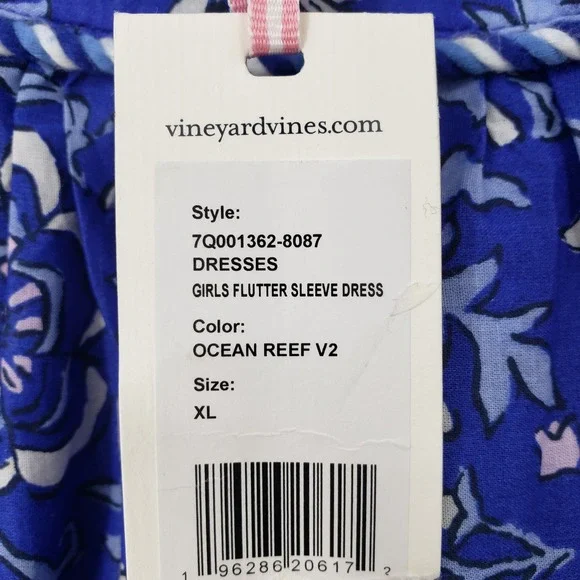 vineyardvines.com
Style:
7Q001362-8087
DRESSES
GIRLS FLUTTER SLEEVE DRESS
Color:
OCEAN REEF V2
Size:
XL
1 96286 20617